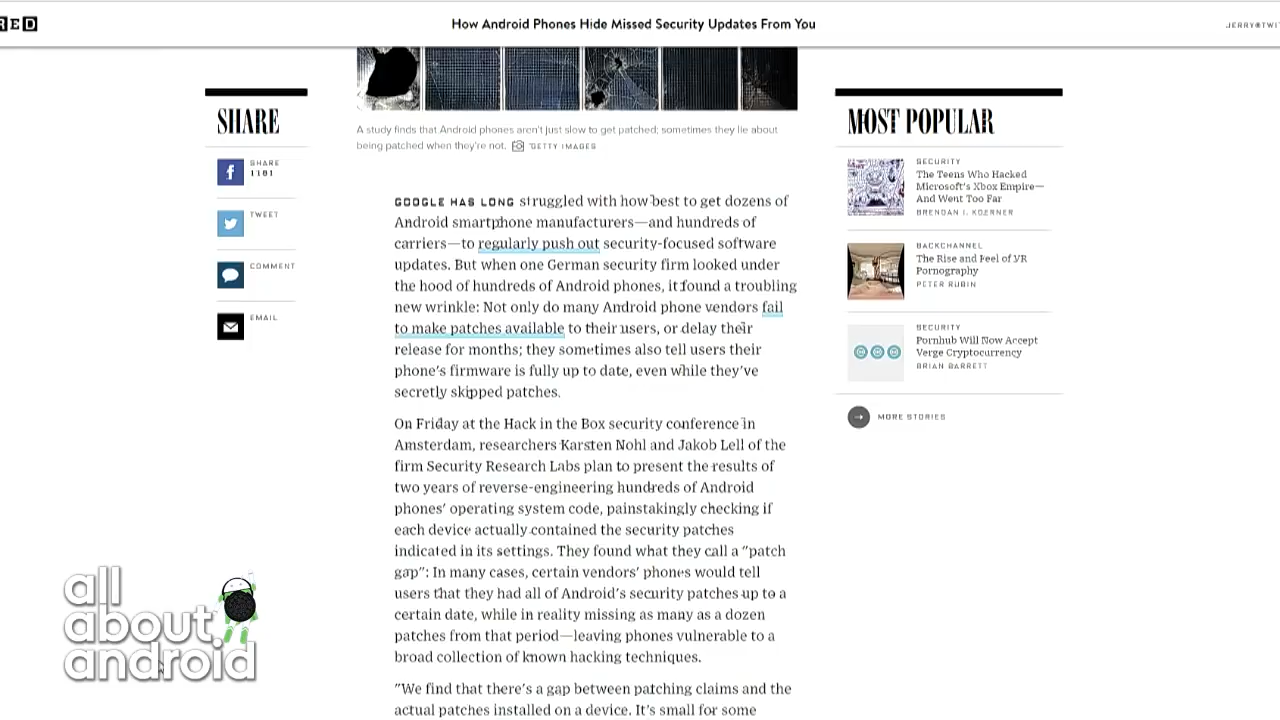 RED
How Android Phones Hide Missed Security Updates From You
JERRY@TWI
SHARE
SHARE
1181
TWEET
COMMENT
EMAIL
A study finds that Android phones aren't just slow to get patched; sometimes they lie about
being patched when they're not. GETTY IMAGES
GOOGLE HAS LONG struggled with how best to get dozens of
Android smartphone manufacturers—and hundreds of
carriers—to regularly push out security-focused software
updates. But when one German security firm looked under
the hood of hundreds of Android phones, it found a troubling
new wrinkle: Not only do many Android phone vendors fail
to make patches available to their users, or delay their
release for months; they sometimes also tell users their
phone's firmware is fully up to date, even while they've
secretly skipped patches.
On Friday at the Hack in the Box security conference in
Amsterdam, researchers Karsten Nohl and Jakob Lell of the
firm Security Research Labs plan to present the results of
two years of reverse-engineering hundreds of Android
phones' operating system code, painstakingly checking if
each device actually contained the security patches
indicated in its settings. They found what they call a "patch
gap": In many cases, certain vendors' phones would tell
users that they had all of Android's security patches up to a
certain date, while in reality missing as many as a dozen
patches from that period—leaving phones vulnerable to a
broad collection of known hacking techniques.
"We find that there's a gap between patching claims and the
actual patches installed on a device. It's small for some
MOST POPULAR
SECURITY
The Teens Who Hacked
Microsoft's Xbox Empire—
And Went Too Far
BRENDAN I. KOERNER
BACKCHANNEL
The Rise and Feel of VR
Pornography
PETER RUBIN
SECURITY
Pornhub Will Now Accept
Verge Cryptocurrency
BRIAN BARRETT
MORE STORIES
all
about
android